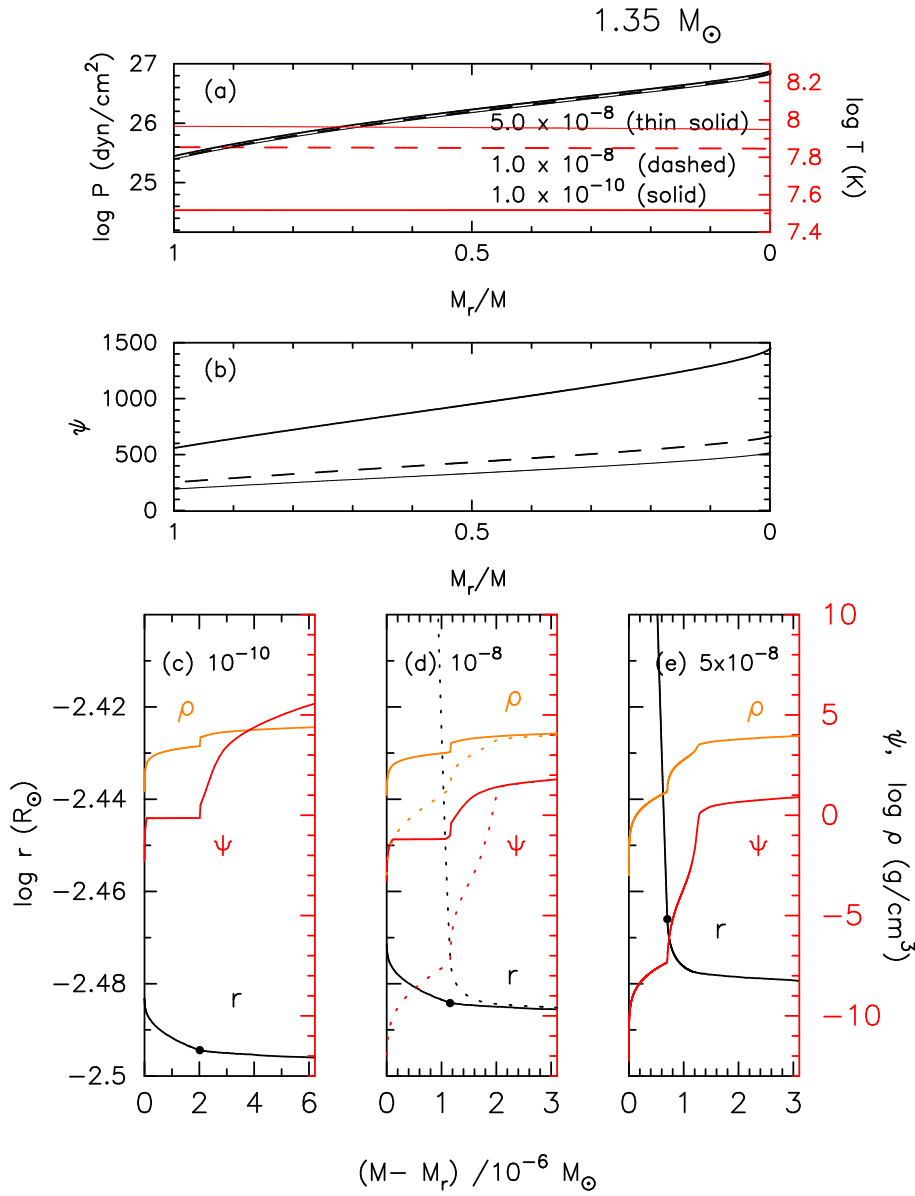 1.35 M⊙
27
26
25
log P (dyn/cm²)
(a)
5.0 x 10⁻⁸ (thin solid)
1.0 x 10⁻⁸ (dashed)
1.0 x 10⁻¹⁰ (solid)
8.2
8
7.8
7.6
7.4
log T (K)
1 0.5 0
Mᵣ/M
1500
1000
500
0
ψ
(b)
1 0.5 0
Mᵣ/M
(c) 10⁻¹⁰
(d) 10⁻⁸
(e) 5x10⁻⁸
−2.42
−2.44
−2.46
−2.48
−2.5
log r (R⊙)
ρ ρ ρ
ψ ψ ψ
r r r
10
5
0
−5
−10
ψ, log ρ (g/cm³)
0 2 4 6
0 1 2 3
0 1 2 3
(M− Mᵣ) /10⁻⁶ M⊙